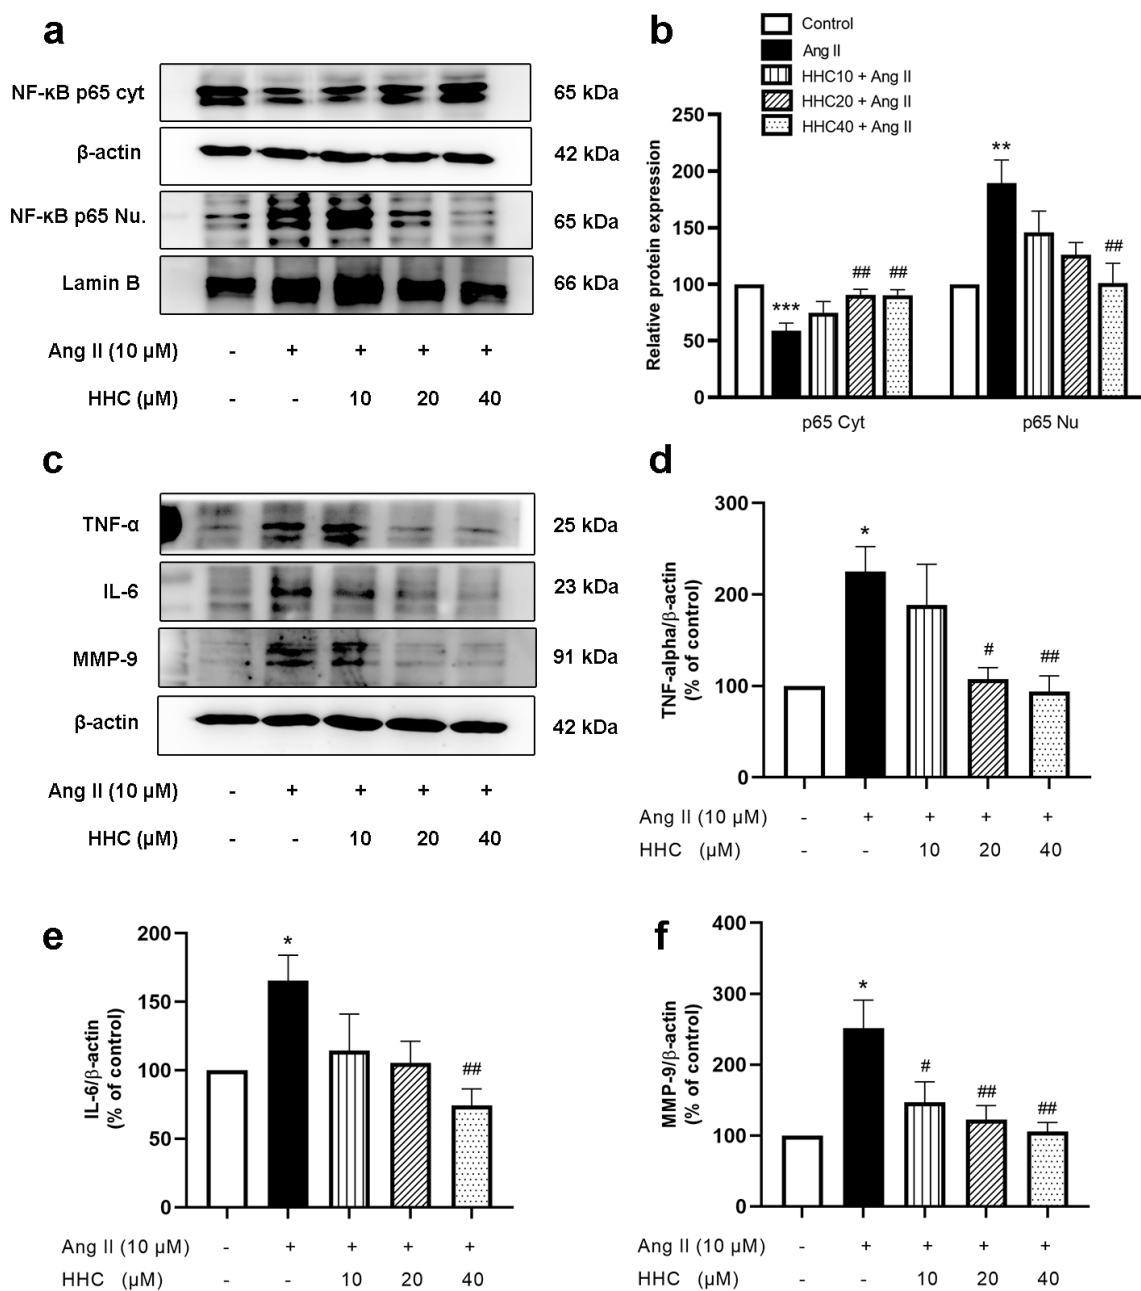 a
NF-κB p65 cyt 65 kDa
β-actin 42 kDa
NF-κB p65 Nu. 65 kDa
Lamin B 66 kDa
Ang II (10 μM) - + + + +
HHC (μM) - - 10 20 40
b
Control
Ang II
HHC10 + Ang II
HHC20 + Ang II
HHC40 + Ang II
Relative protein expression
250
200
150
100
50
0
***
##
##
**
##
p65 Cyt
p65 Nu
c
TNF-α 25 kDa
IL-6 23 kDa
MMP-9 91 kDa
β-actin 42 kDa
Ang II (10 μM) - + + + +
HHC (μM) - - 10 20 40
d
TNF-alpha/β-actin
(% of control)
300
200
100
0
*
#
##
Ang II (10 μM) - + + + +
HHC (μM) - - 10 20 40
e
IL-6/β-actin
(% of control)
200
150
100
50
0
*
##
Ang II (10 μM) - + + + +
HHC (μM) - - 10 20 40
f
MMP-9/β-actin
(% of control)
400
300
200
100
0
*
#
##
##
Ang II (10 μM) - + + + +
HHC (μM) - - 10 20 40